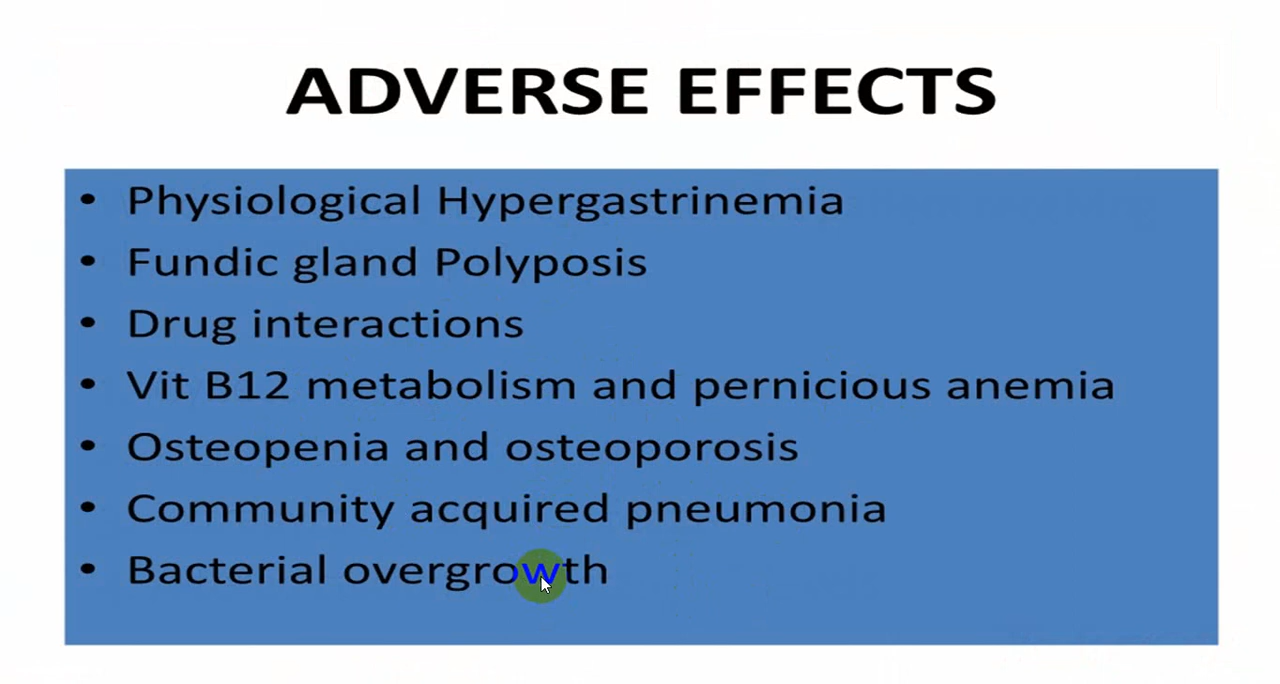 ADVERSE EFFECTS
• Physiological Hypergastrinemia
• Fundic gland Polyposis
• Drug interactions
• Vit B12 metabolism and pernicious anemia
• Osteopenia and osteoporosis
• Community acquired pneumonia
• Bacterial overgrowth